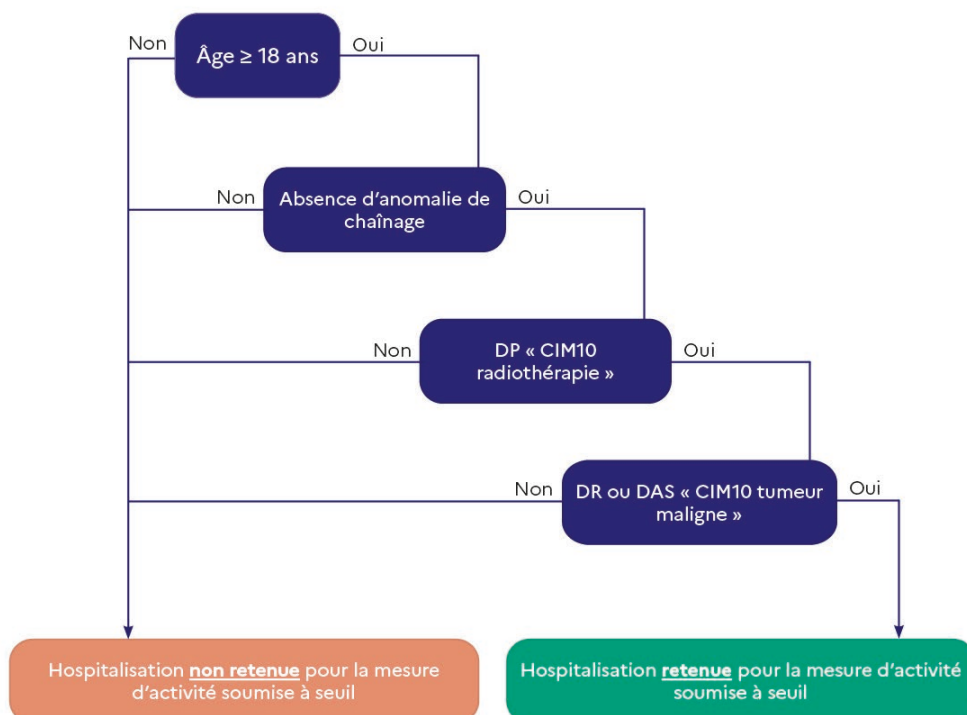 Non
Âge ≥ 18 ans
Oui
Non
Absence d’anomalie de
chaînage
Oui
Non
DP « CIM10
radiothérapie »
Oui
Non
DR ou DAS « CIM10 tumeur
maligne »
Oui
Hospitalisation non retenue pour la mesure
d’activité soumise à seuil
Hospitalisation retenue pour la mesure d’activité
soumise à seuil